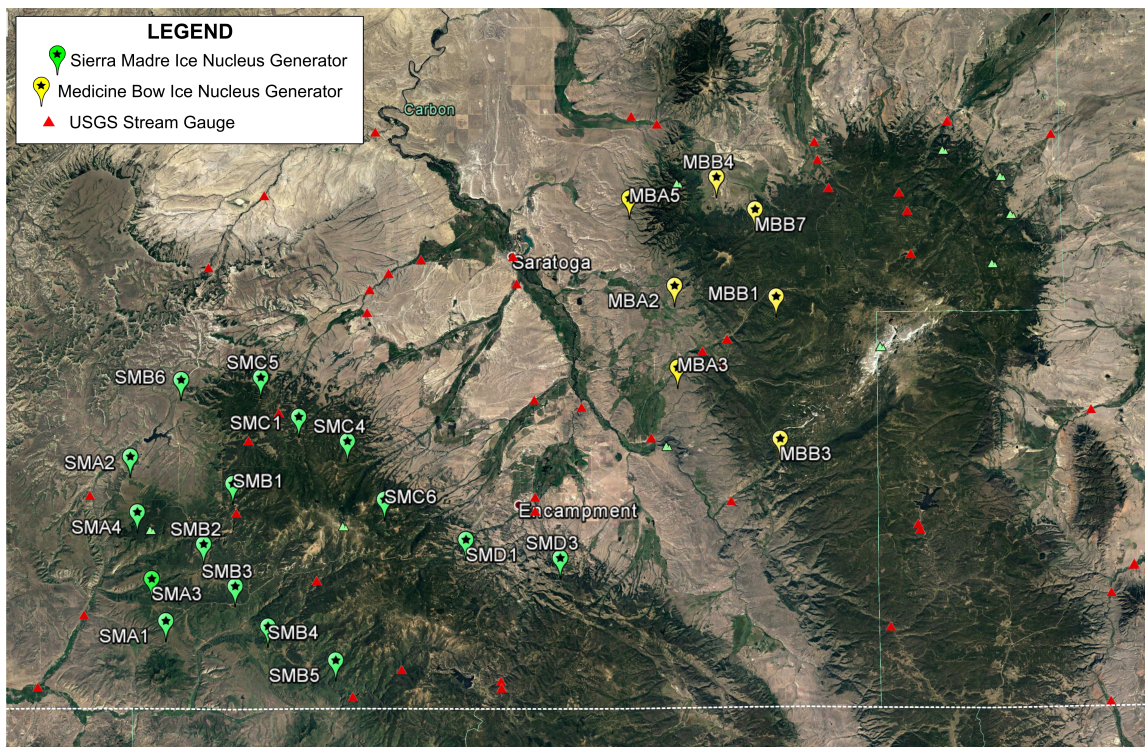 LEGEND
Sierra Madre Ice Nucleus Generator
Medicine Bow Ice Nucleus Generator
USGS Stream Gauge
Carbon
MBB4
MBA5
MBB7
Saratoga
MBA2
MBB1
MBA3
SMC5
SMB6
SMC1
SMC4
MBB3
SMA2
SMB1
SMC6
Encampment
SMA4
SMB2
SMD1
SMD3
SMB3
SMA3
SMA1
SMB4
SMB5